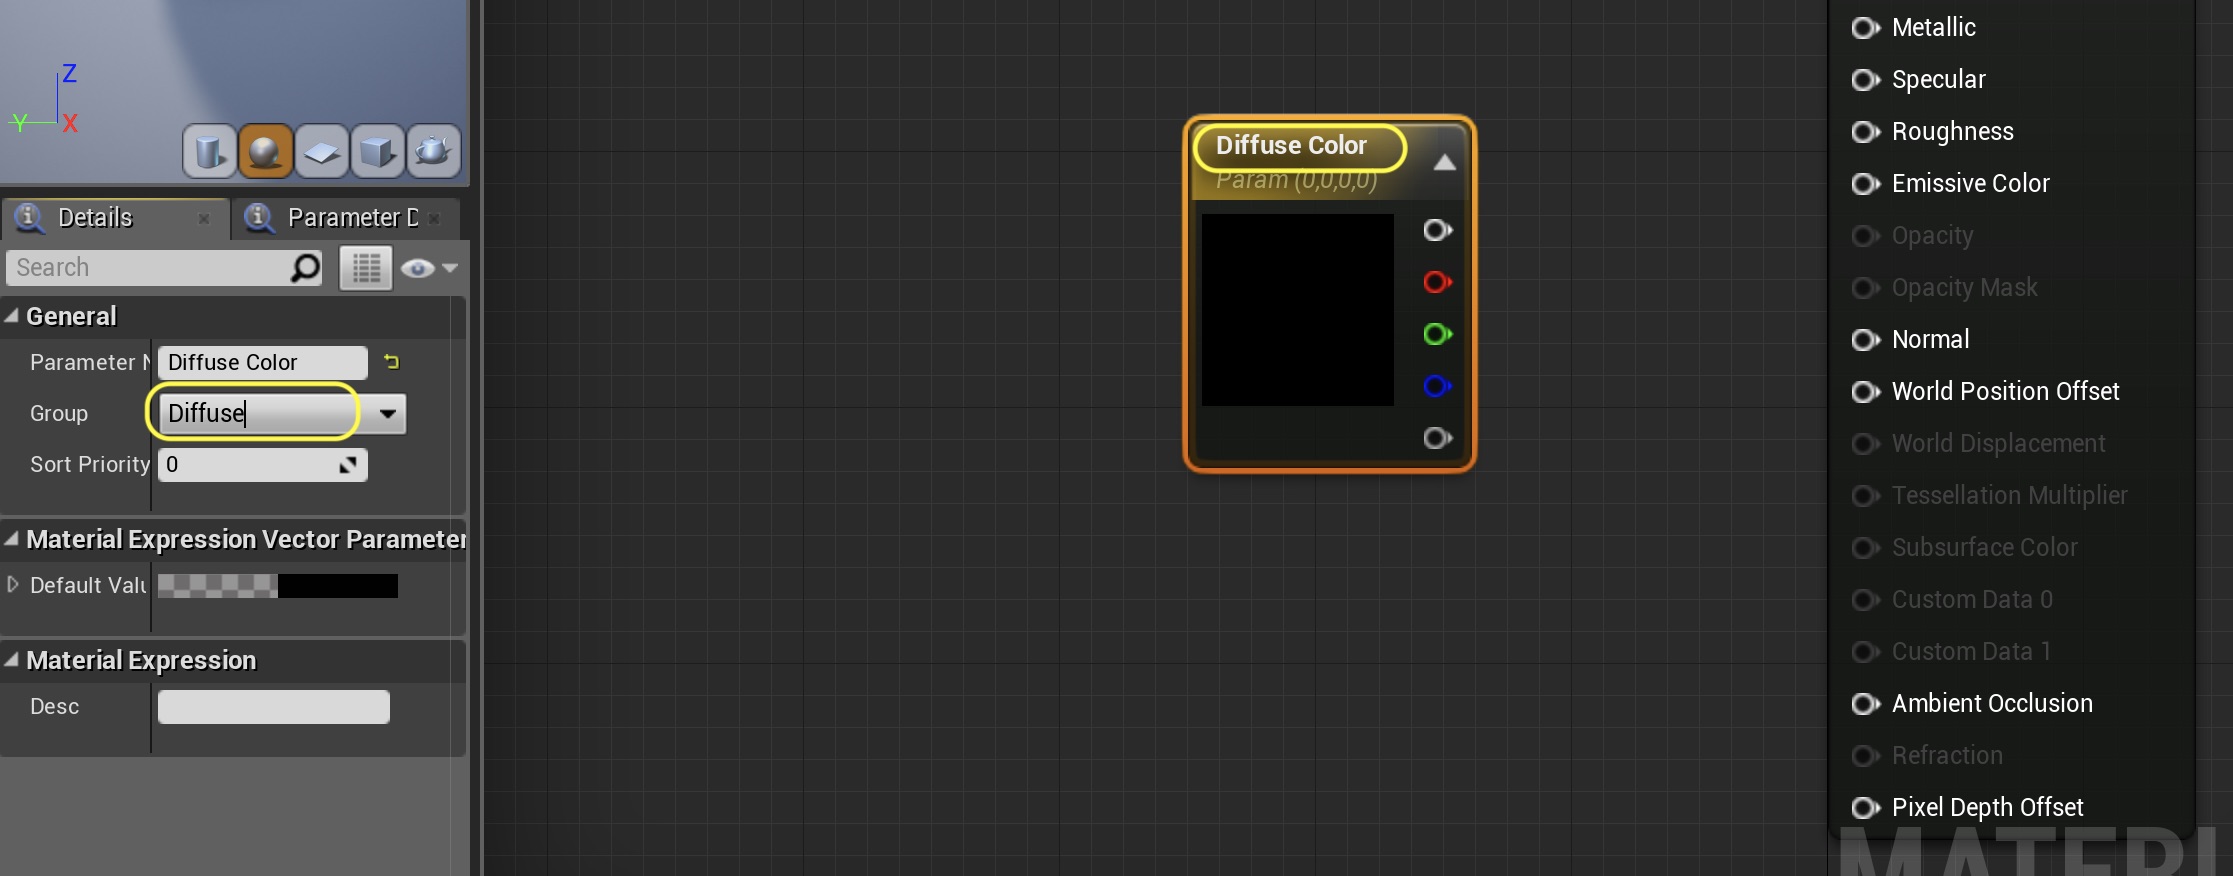 Z
Y
X
Details
Parameter D
Search
General
Parameter N
Diffuse Color
Group
Diffuse
Sort Priority
0
Material Expression Vector Parameter
Default Valu
Material Expression
Desc
Diffuse Color
Param (0,0,0,0)
Metallic
Specular
Roughness
Emissive Color
Opacity
Opacity Mask
Normal
World Position Offset
World Displacement
Tessellation Multiplier
Subsurface Color
Custom Data 0
Custom Data 1
Ambient Occlusion
Refraction
Pixel Depth Offset
MATERI